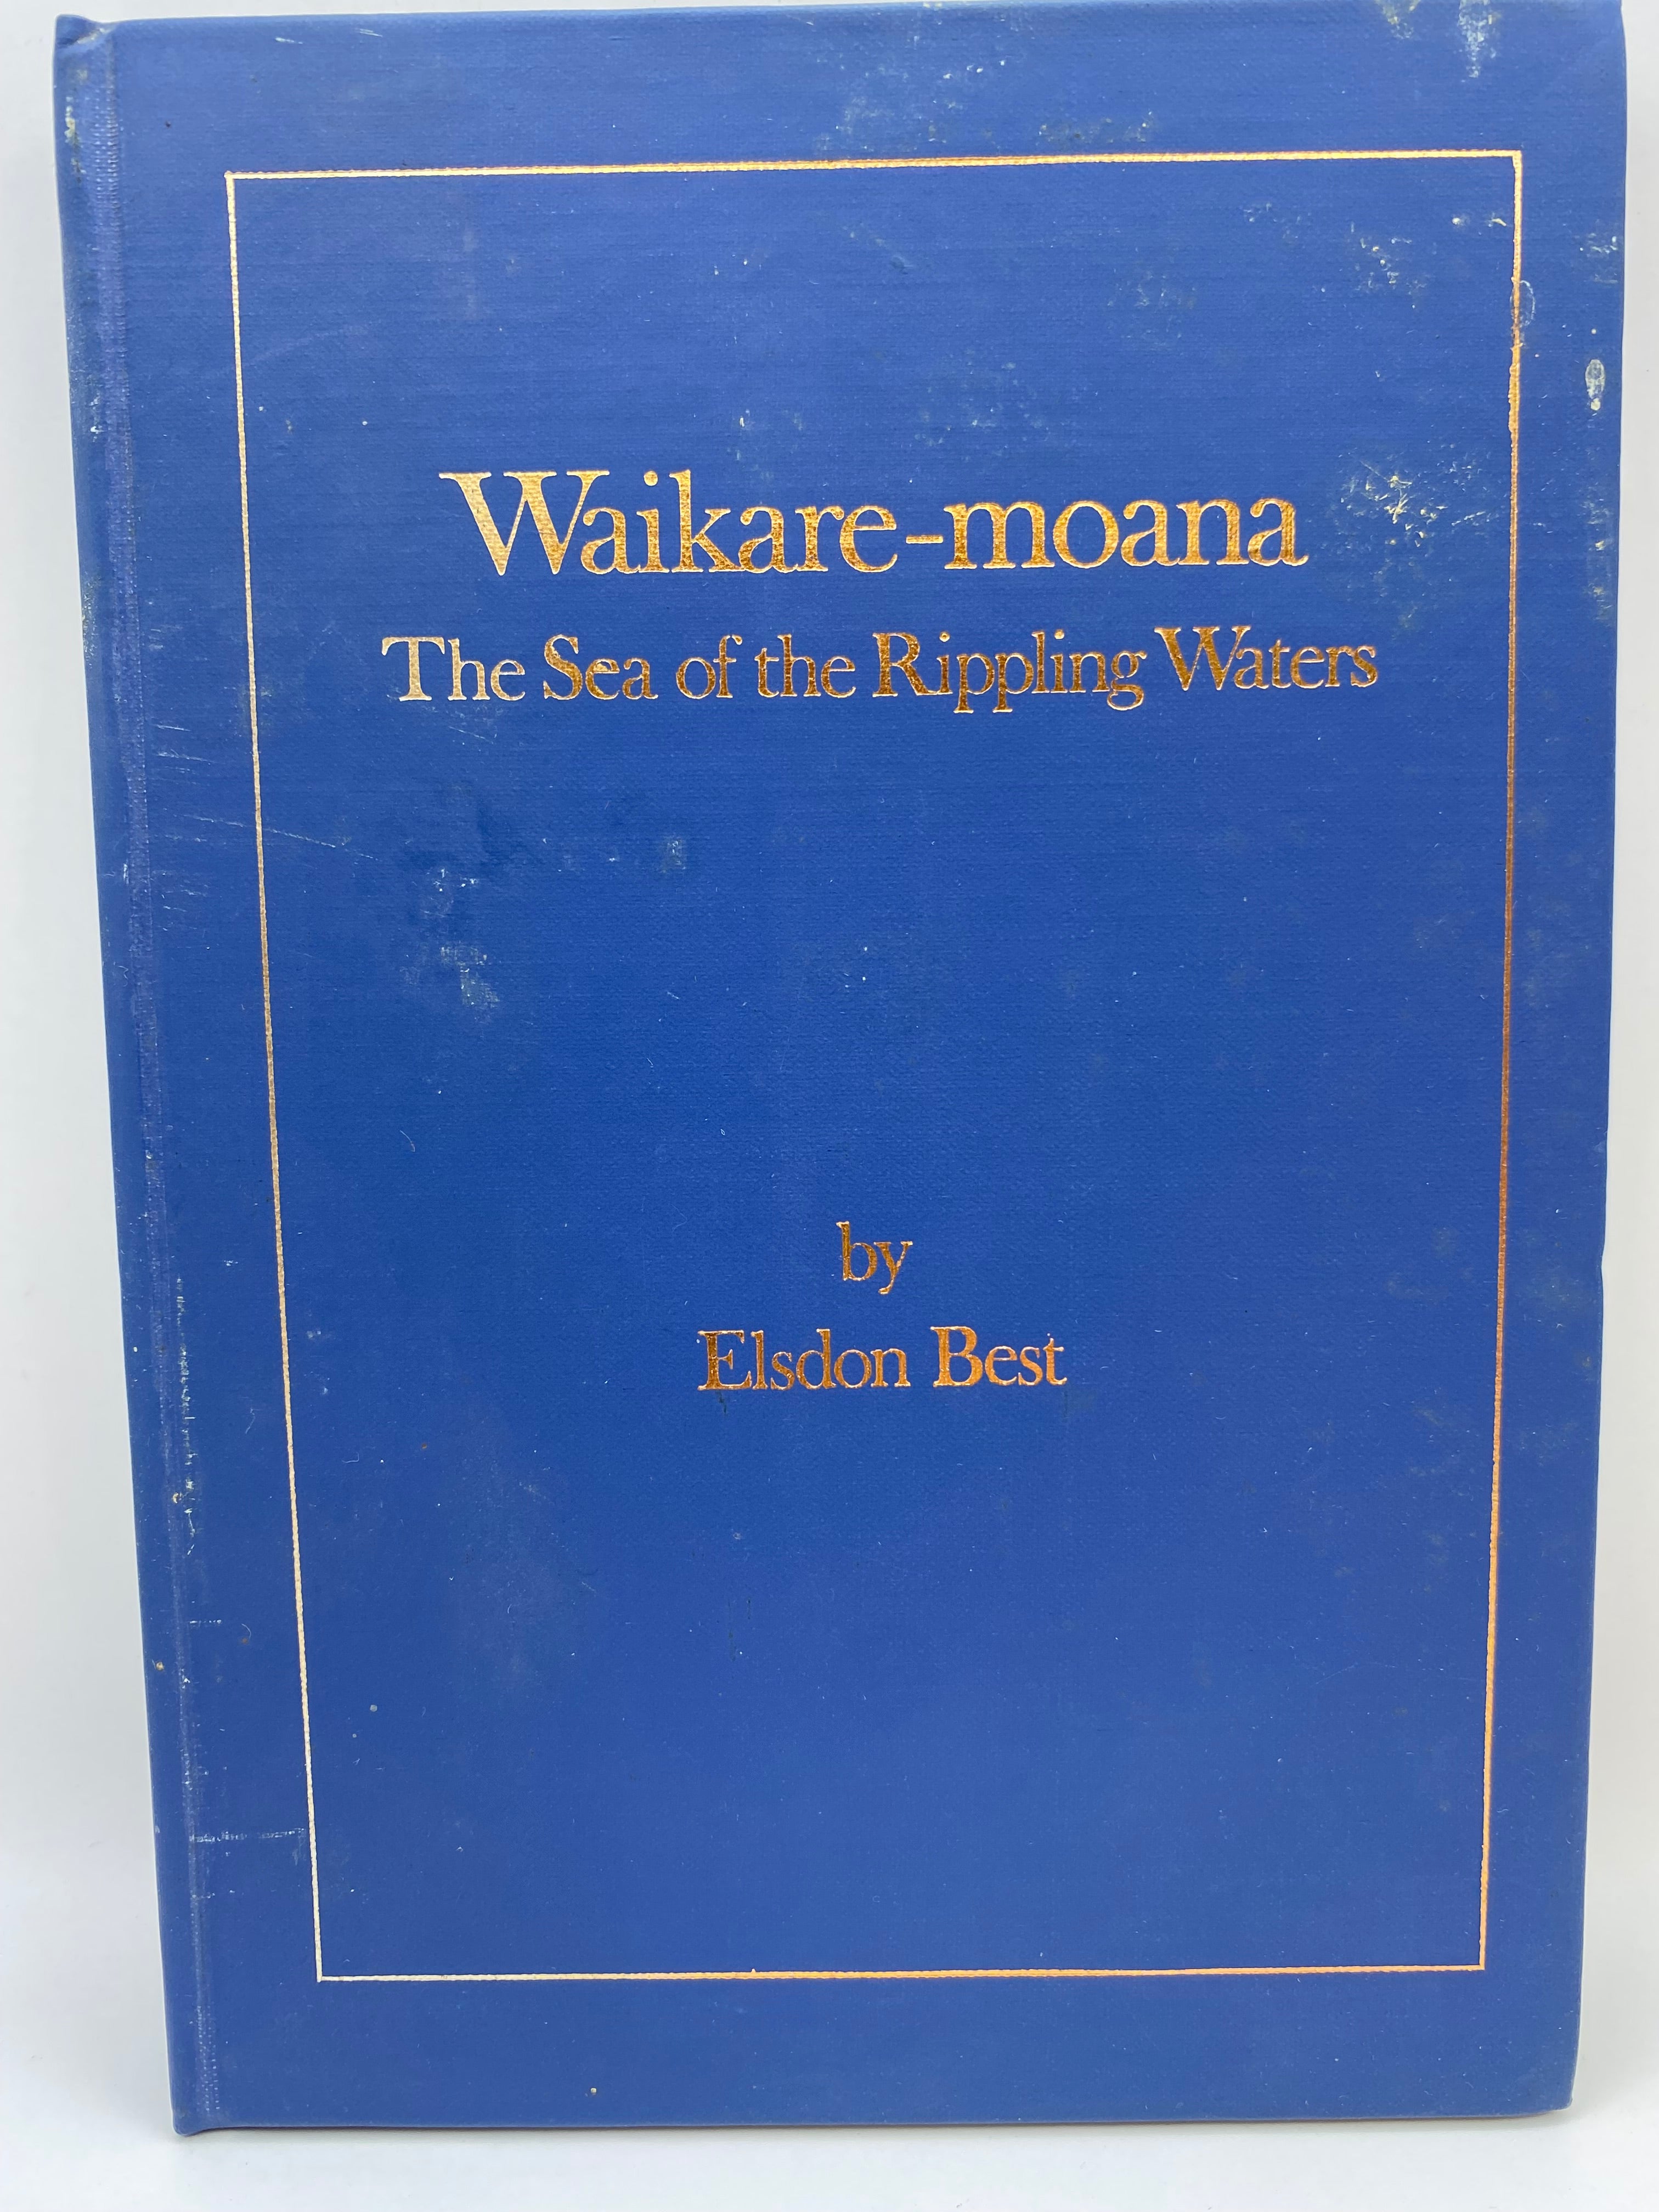 Waikare-moana
The Sea of the Rippling Waters
by
Elsdon Best